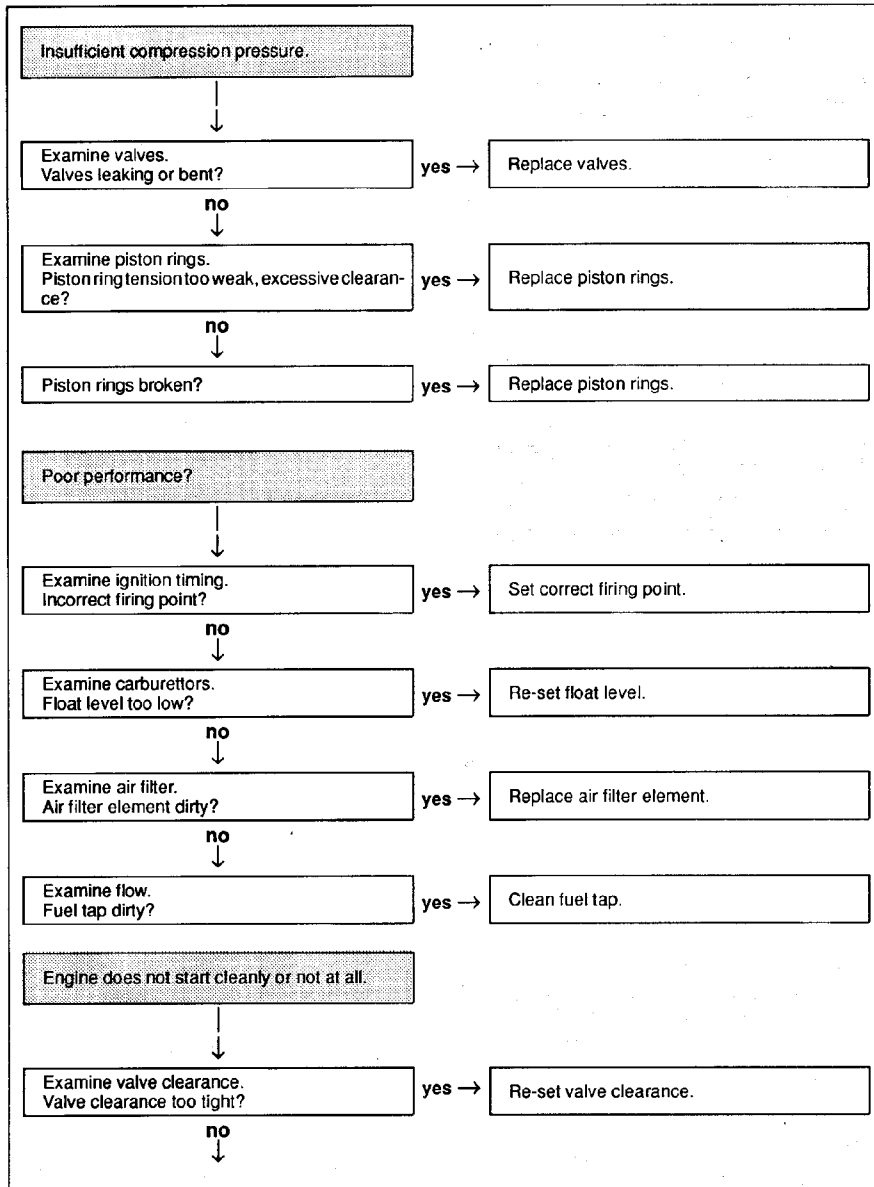 Insufficient compression pressure.
Examine valves.
Valves leaking or bent?
yes →
Replace valves.
no
Examine piston rings.
Piston ring tension too weak, excessive clearan-
ce?
yes →
Replace piston rings.
no
Piston rings broken?
yes →
Replace piston rings.
Poor performance?
Examine ignition timing.
Incorrect firing point?
yes →
Set correct firing point.
no
Examine carburettors.
Float level too low?
yes →
Re-set float level.
no
Examine air filter.
Air filter element dirty?
yes →
Replace air filter element.
no
Examine flow.
Fuel tap dirty?
yes →
Clean fuel tap.
Engine does not start cleanly or not at all.
Examine valve clearance.
Valve clearance too tight?
yes →
Re-set valve clearance.
no